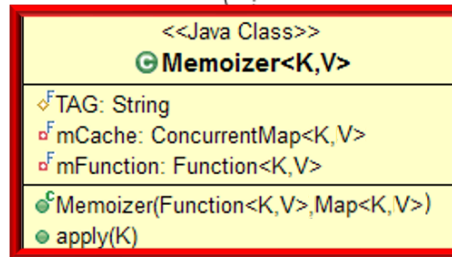 <<Java Class>>
C Memoizer<K,V>
F TAG: String
F mCache: ConcurrentMap<K,V>
F mFunction: Function<K,V>
C Memoizer(Function<K,V>,Map<K,V>)
apply(K)